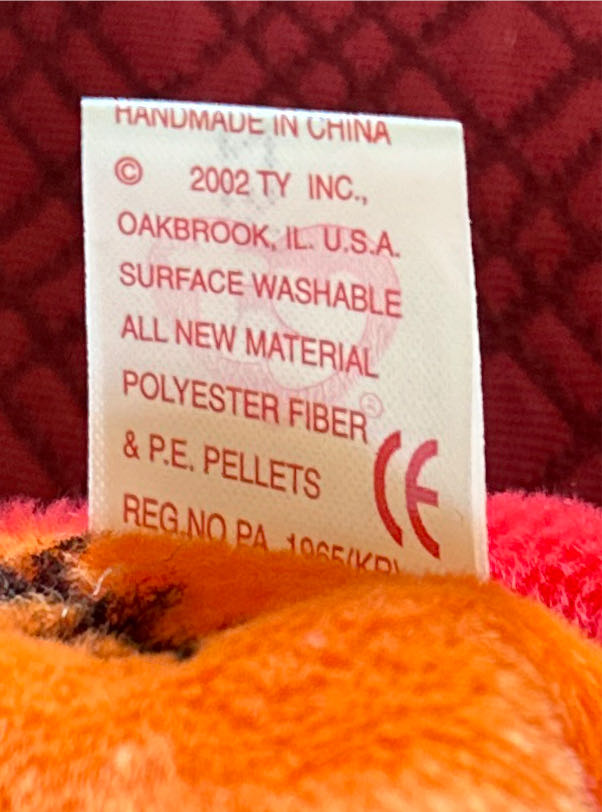 HANDMADE IN CHINA
© 2002 TY INC.,
OAKBROOK, IL. U.S.A.
SURFACE WASHABLE
ALL NEW MATERIAL
POLYESTER FIBER
& P.E. PELLETS
CE
REG.NO PA. 1965(KR)